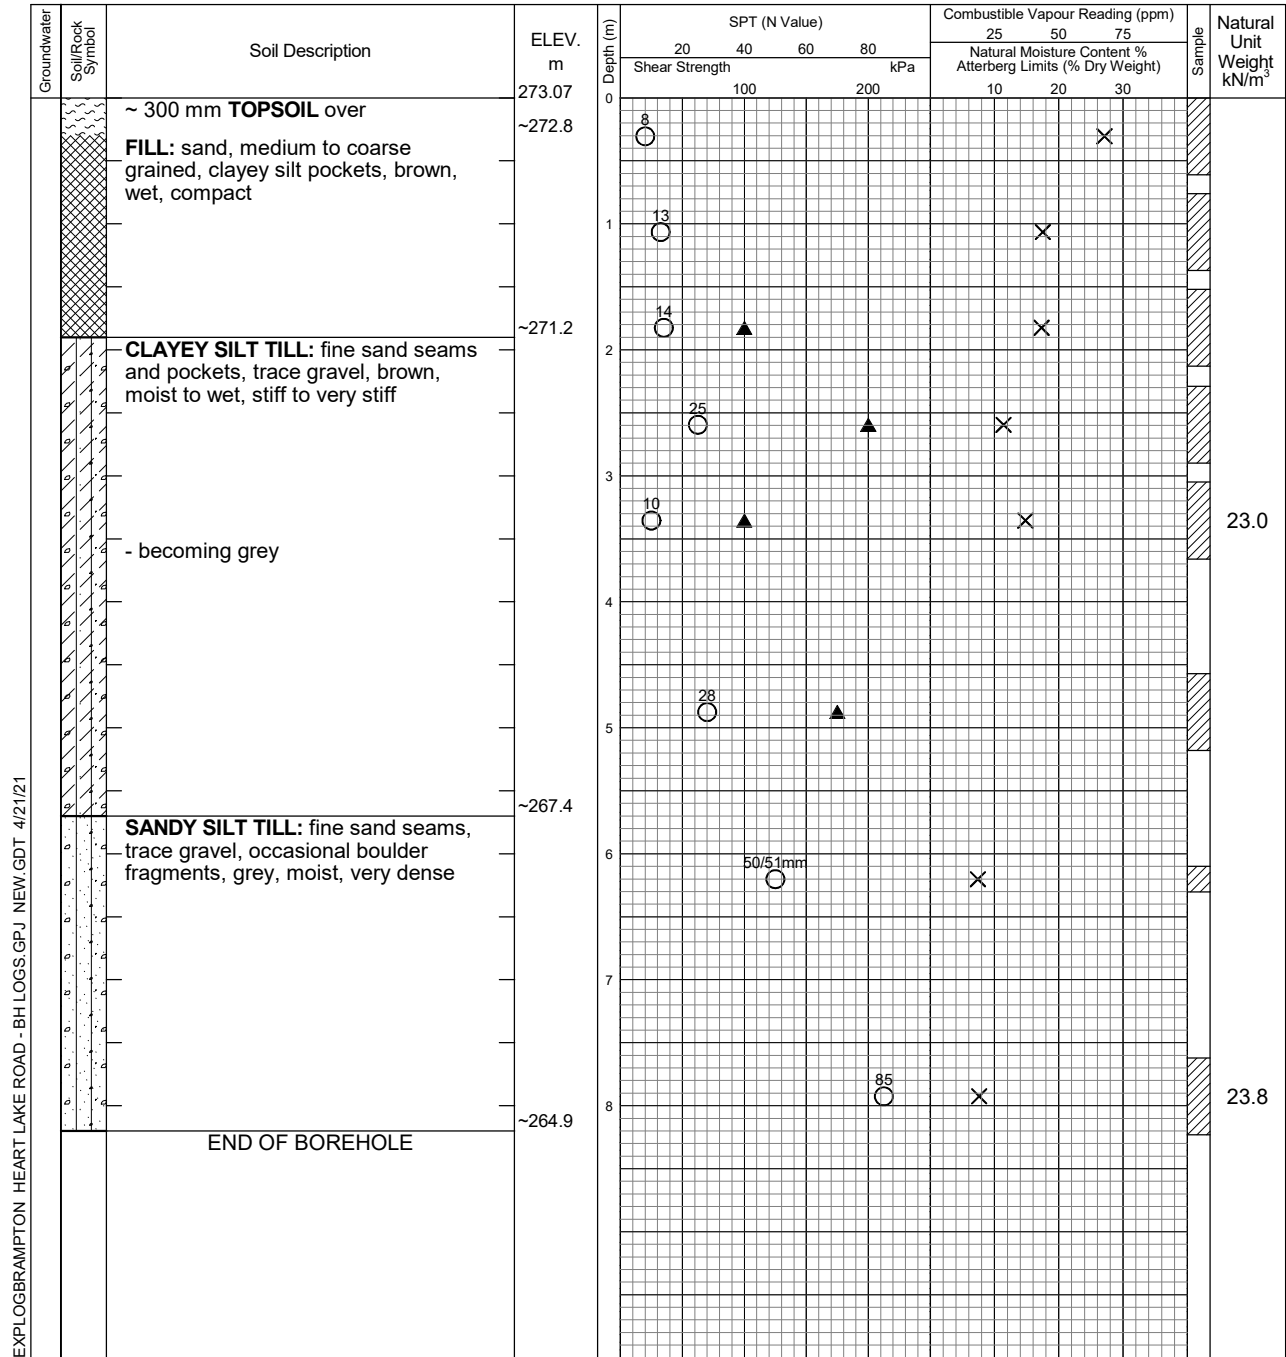 Groundwater
Soil/Rock
Symbol
Soil Description
ELEV.
m
Depth (m)
SPT (N Value)
20 40 60 80
Shear Strength kPa
100 200
Combustible Vapour Reading (ppm)
25 50 75
Natural Moisture Content %
Atterberg Limits (% Dry Weight)
10 20 30
Sample
Natural
Unit
Weight
kN/m³
273.07
0
~ 300 mm TOPSOIL over
~272.8
8
FILL: sand, medium to coarse
grained, clayey silt pockets, brown,
wet, compact
13
1
14
~271.2
CLAYEY SILT TILL: fine sand seams
and pockets, trace gravel, brown,
moist to wet, stiff to very stiff
2
25
3
10
23.0
- becoming grey
4
28
5
~267.4
SANDY SILT TILL: fine sand seams,
trace gravel, occasional boulder
fragments, grey, moist, very dense
6
50/51mm
7
85
23.8
8
~264.9
END OF BOREHOLE
EXPLOGBRAMPTON HEART LAKE ROAD - BH LOGS.GPJ NEW.GDT 4/21/21